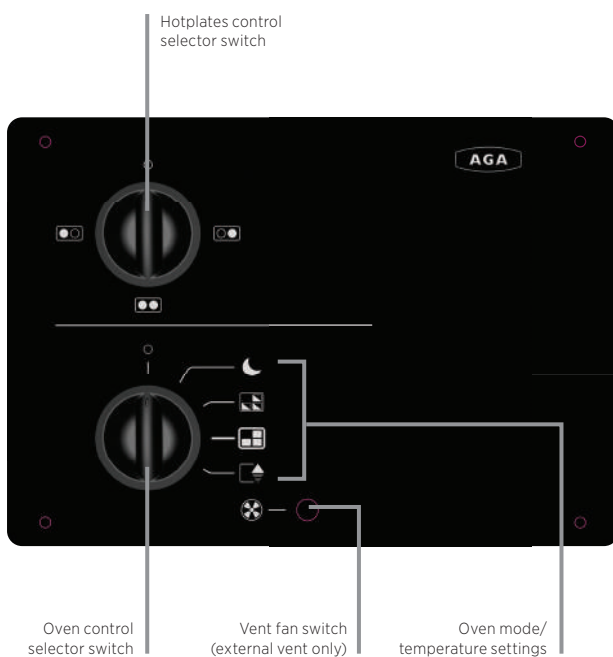 Hotplates control
selector switch
AGA
Oven control
selector switch
Vent fan switch
(external vent only)
Oven mode/
temperature settings